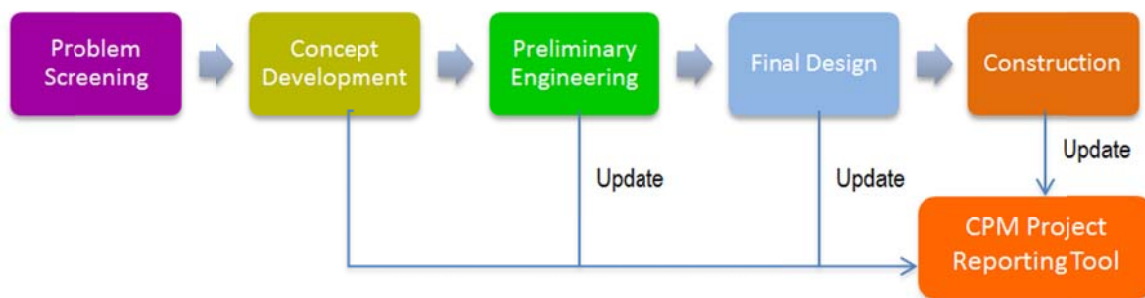 Problem
Screening
Concept
Development
Preliminary
Engineering
Final Design
Construction
Update
Update
Update
CPM Project
Reporting Tool